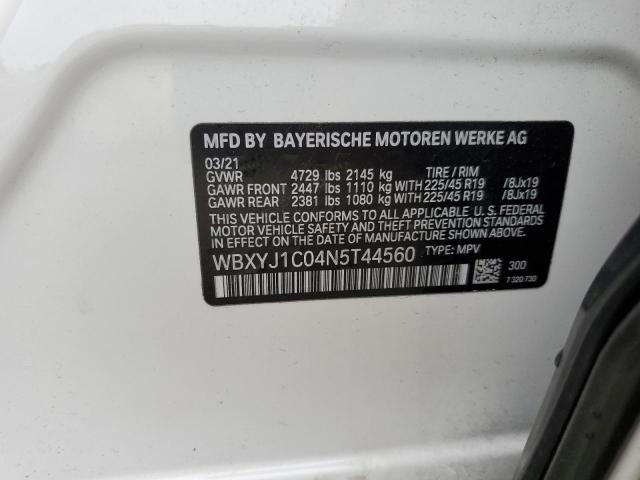 MFD BY BAYERISCHE MOTOREN WERKE AG
03/21
GVWR 4729 lbs 2145 kg TIRE / RIM
GAWR FRONT 2447 lbs 1110 kg WITH 225/45 R19 /8Jx19
GAWR REAR 2381 lbs 1080 kg WITH 225/45 R19 /8Jx19
THIS VEHICLE CONFORMS TO ALL APPLICABLE U. S. FEDERAL
MOTOR VEHICLE SAFETY AND THEFT PREVENTION STANDARDS
IN EFFECT ON THE DATE OF MANUFACTURE SHOWN ABOVE.
WBXYJ1C04N5T44560 TYPE: MPV
300
7 320 730